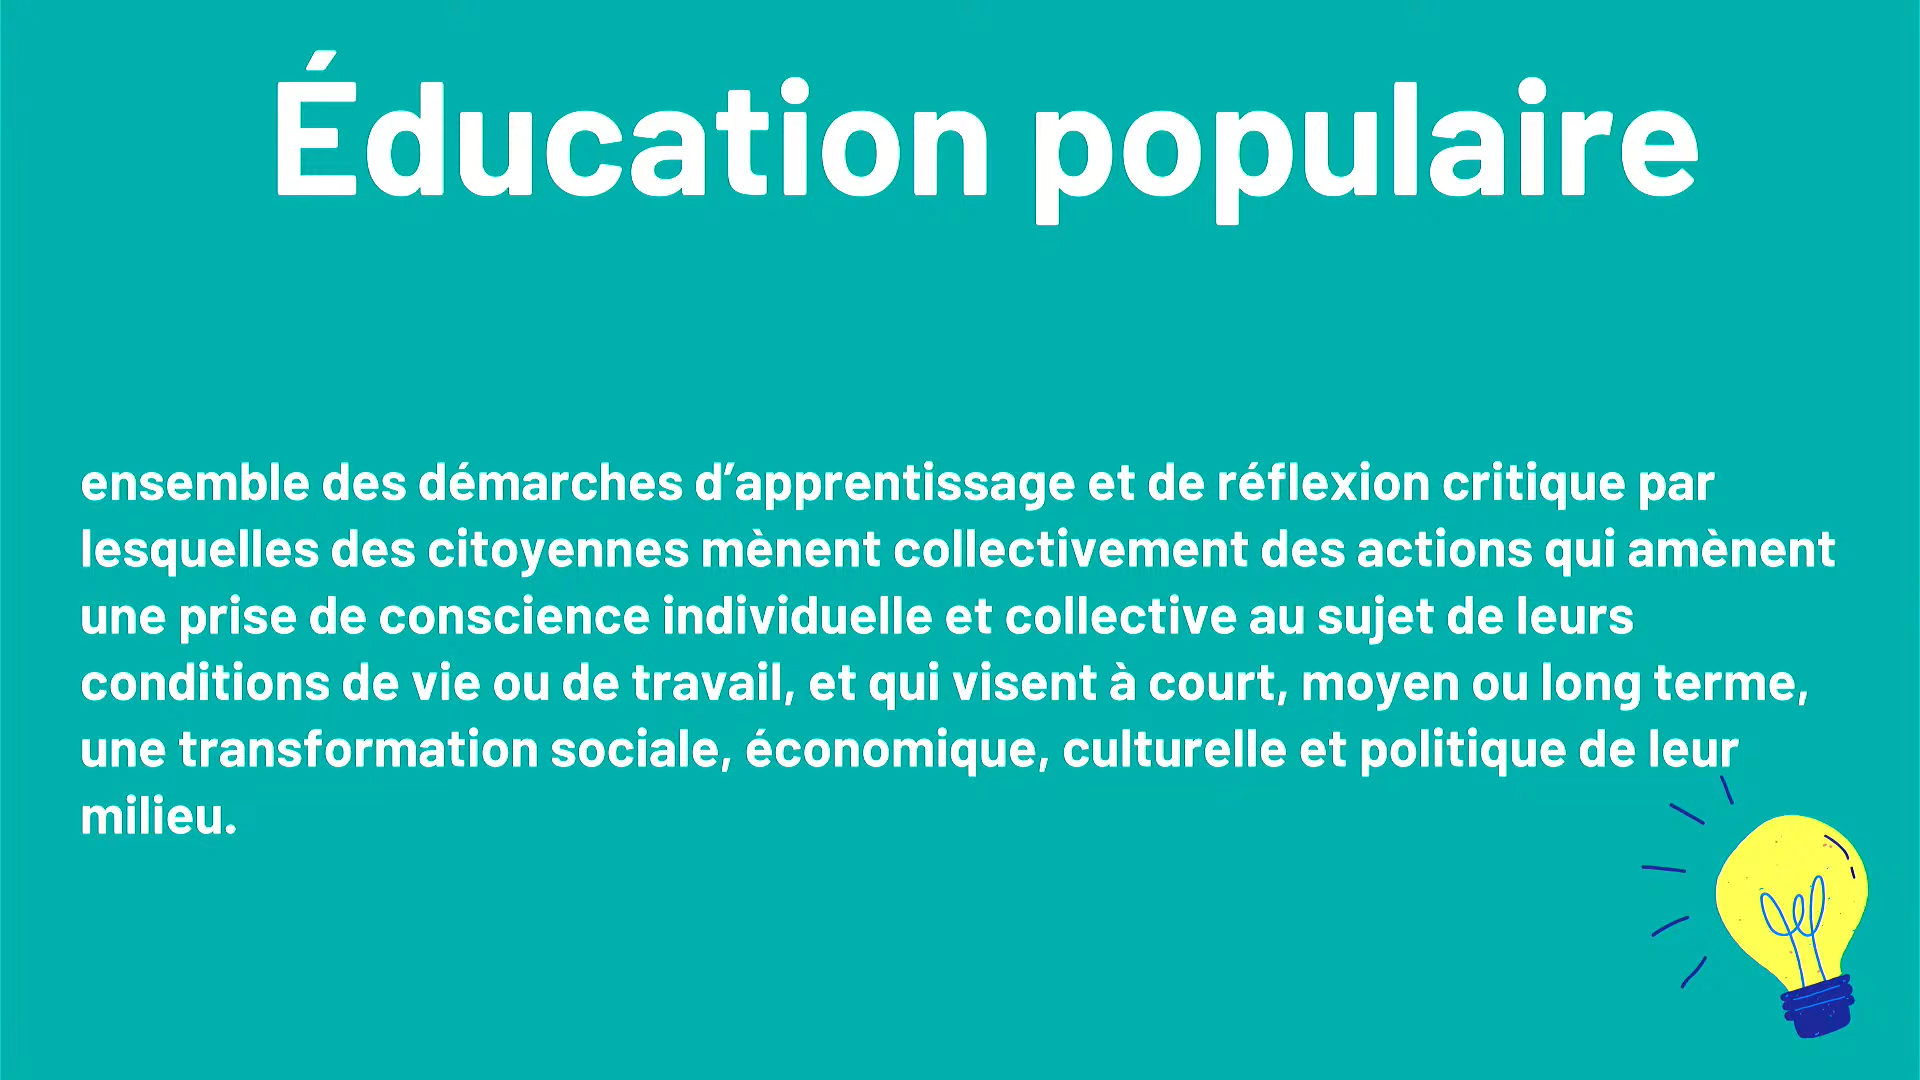 Éducation populaire
ensemble des démarches d’apprentissage et de réflexion critique par
lesquelles des citoyennes mènent collectivement des actions qui amènent
une prise de conscience individuelle et collective au sujet de leurs
conditions de vie ou de travail, et qui visent à court, moyen ou long terme,
une transformation sociale, économique, culturelle et politique de leur
milieu.